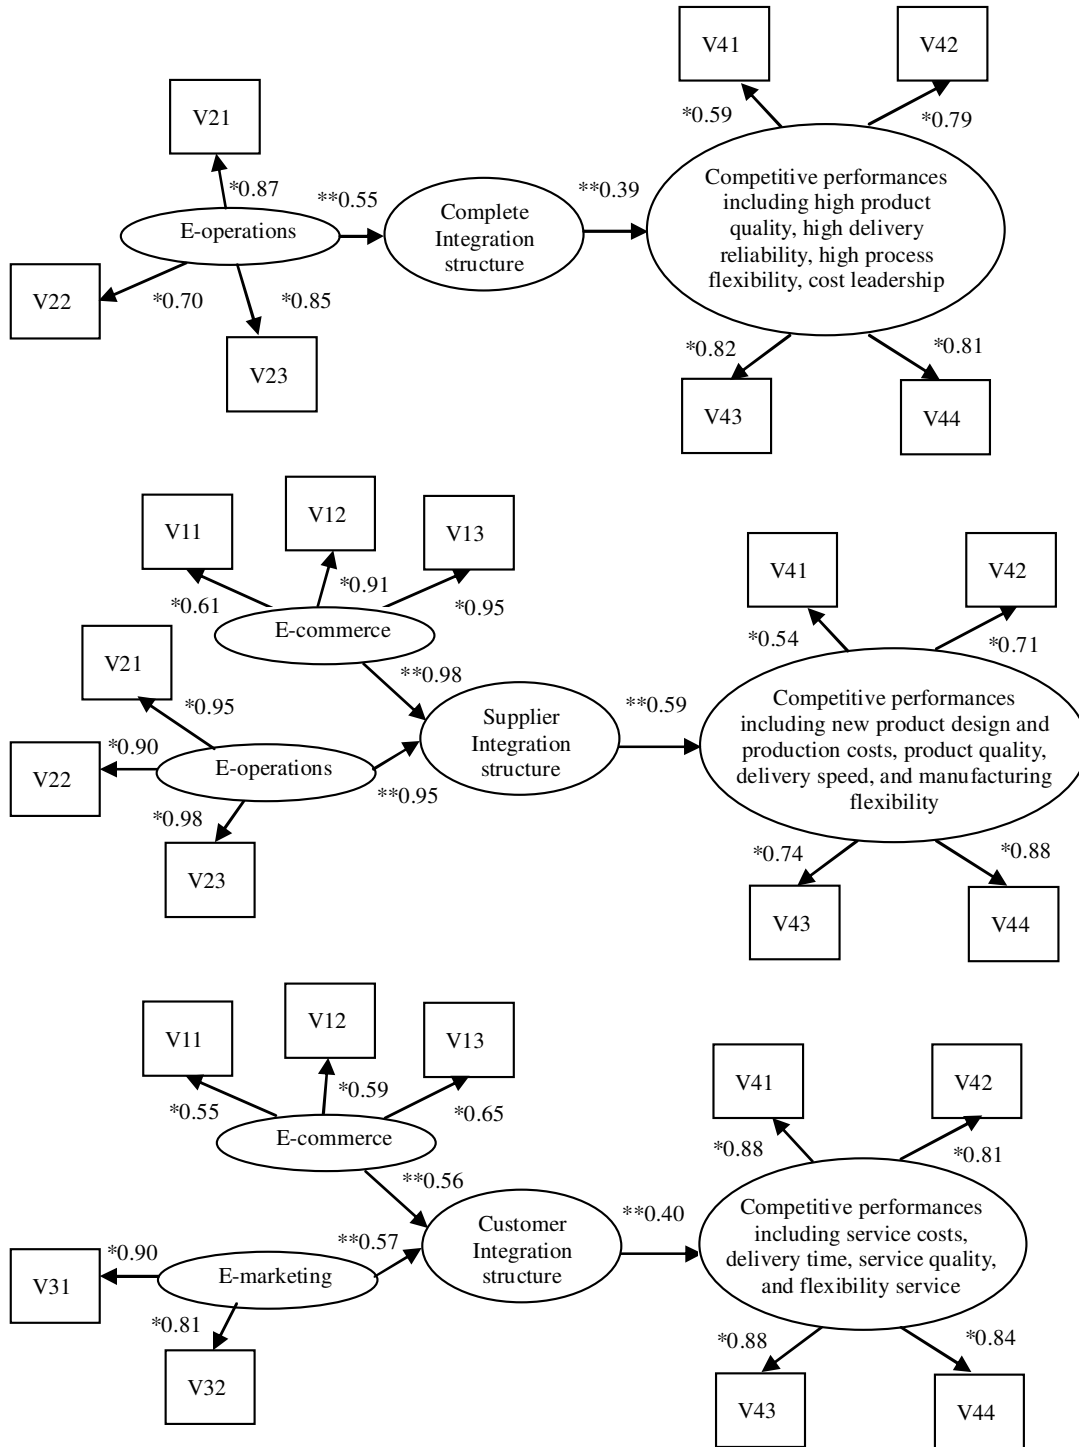 V41
V42
*0.59
*0.79
V21
*0.87
**0.55
**0.39
E-operations
Complete
Integration
structure
Competitive performances
including high product
quality, high delivery
reliability, high process
flexibility, cost leadership
V22
*0.70
*0.85
V23
*0.82
*0.81
V43
V44
V11
V12
V13
*0.61
*0.91
*0.95
E-commerce
V41
V42
*0.54
*0.71
V21
*0.95
**0.98
**0.59
Supplier
Integration
structure
Competitive performances
including new product design and
production costs, product quality,
delivery speed, and manufacturing
flexibility
V22
*0.90
E-operations
**0.95
*0.98
V23
*0.74
*0.88
V43
V44
V11
V12
V13
*0.55
*0.59
*0.65
E-commerce
V41
V42
*0.88
*0.81
**0.56
**0.40
Customer
Integration
structure
Competitive performances
including service costs,
delivery time, service quality,
and flexibility service
V31
*0.90
**0.57
E-marketing
*0.81
V32
*0.88
*0.84
V43
V44